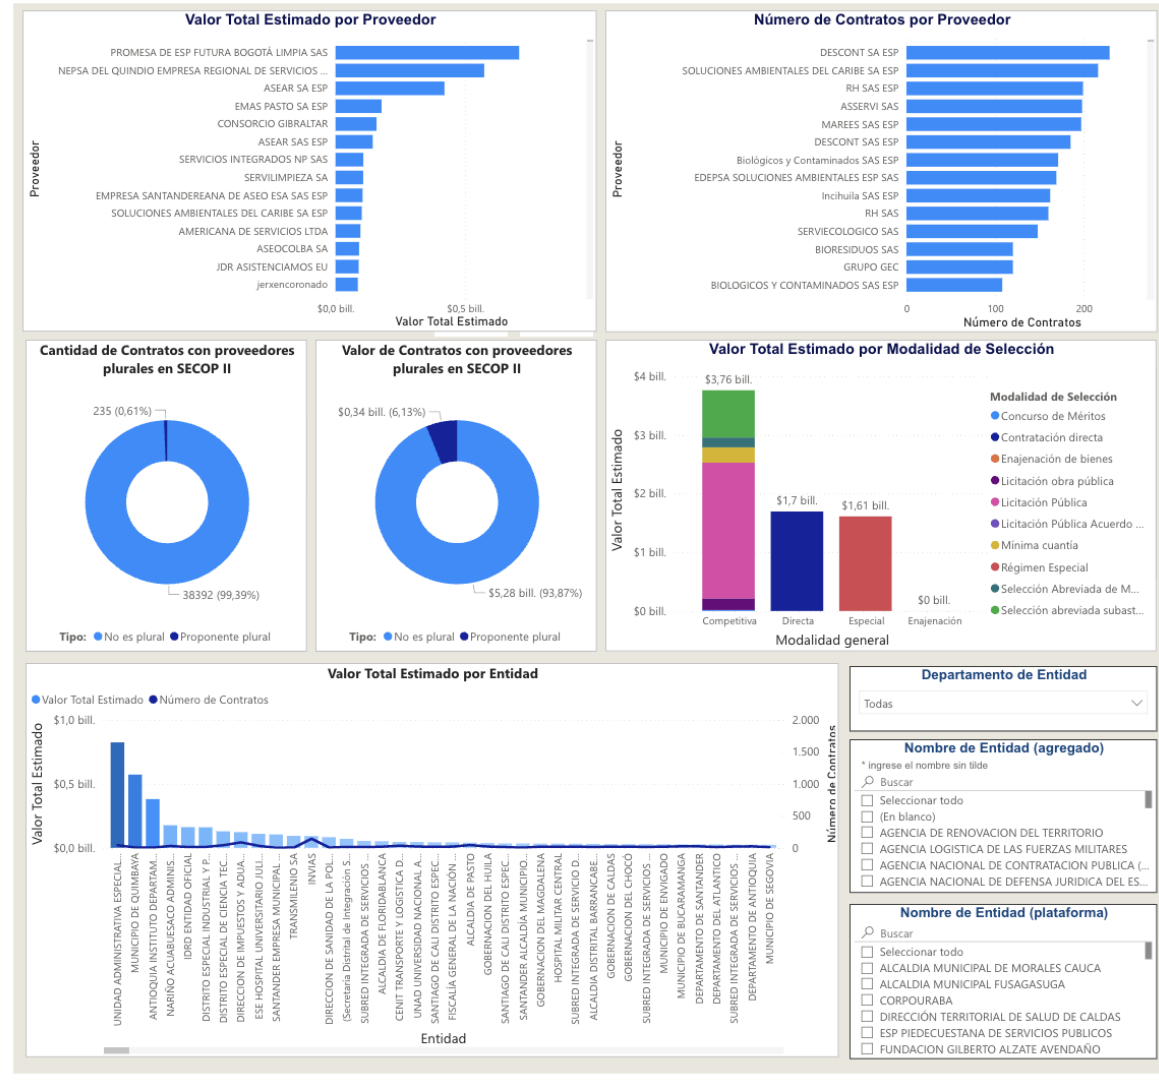 Valor Total Estimado por Proveedor
Proveedor
PROMESA DE ESP FUTURA BOGOTÁ LIMPIA SAS
NEPSA DEL QUINDIO EMPRESA REGIONAL DE SERVICIOS ...
ASEAR SA ESP
EMAS PASTO SA ESP
CONSORCIO GIBRALTAR
ASEAR SAS ESP
SERVICIOS INTEGRADOS NP SAS
SERVILIMPIEZA SA
EMPRESA SANTANDEREANA DE ASEO ESA SAS ESP
SOLUCIONES AMBIENTALES DEL CARIBE SA ESP
AMERICANA DE SERVICIOS LTDA
ASEOCOLBA SA
JDR ASISTENCIAMOS EU
jerxencoronado
$0,0 bill. $0,5 bill.
Valor Total Estimado
Número de Contratos por Proveedor
Proveedor
DESCONT SA ESP
SOLUCIONES AMBIENTALES DEL CARIBE SA ESP
RH SAS ESP
ASSERVI SAS
MAREES SAS ESP
DESCONT SAS ESP
Biológicos y Contaminados SAS ESP
EDEPSA SOLUCIONES AMBIENTALES ESP SAS
Incihuila SAS ESP
RH SAS
SERVIECOLOGICO SAS
BIORESIDUOS SAS
GRUPO GEC
BIOLOGICOS Y CONTAMINADOS SAS ESP
0 100 200
Número de Contratos
Cantidad de Contratos con proveedores
plurales en SECOP II
235 (0,61%)
38392 (99,39%)
Tipo: No es plural Proponente plural
Valor de Contratos con proveedores
plurales en SECOP II
$0,34 bill. (6,13%)
$5,28 bill. (93,87%)
Tipo: No es plural Proponente plural
Valor Total Estimado por Modalidad de Selección
Valor Total Estimado
$4 bill.
$3 bill.
$2 bill.
$1 bill.
$0 bill.
$3,76 bill.
$1,7 bill.
$1,61 bill.
$0 bill.
Competitiva Directa Especial Enajenación
Modalidad general
Modalidad de Selección
Concurso de Méritos
Contratación directa
Enajenación de bienes
Licitación obra pública
Licitación Pública
Licitación Pública Acuerdo ...
Mínima cuantía
Régimen Especial
Selección Abreviada de M...
Selección abreviada subast...
Valor Total Estimado por Entidad
Valor Total Estimado Número de Contratos
Valor Total Estimado
$1,0 bill.
$0,5 bill.
$0,0 bill.
2.000
1.500
1.000
500
0
Número de Contratos
UNIDAD ADMINISTRATIVA ESPECIAL...
MUNICIPIO DE QUIMBAYA
ANTIOQUIA INSTITUTO DEPARTAM...
NARIÑO ACUABUESACO ADMINIS...
IDRD ENTIDAD OFICIAL
DISTRITO ESPECIAL INDUSTRIAL Y P...
DISTRITO ESPECIAL DE CIENCIA TEC...
DIRECCION DE IMPUESTOS Y ADUA...
ESE HOSPITAL UNIVERSITARIO JULI...
SANTANDER EMPRESA MUNICIPAL ...
TRANSMILENIO SA
INVIAS
DIRECCION DE SANIDAD DE LA POL...
(Secretaría Distrital de Integración S...
SUBRED INTEGRADA DE SERVICIOS ...
ALCALDIA DE FLORIDABLANCA
CENIT TRANSPORTE Y LOGISTICA D...
UNAD UNIVERSIDAD NACIONAL A...
SANTIAGO DE CALI DISTRITO ESPEC...
FISCALÍA GENERAL DE LA NACIÓN ...
ALCALDIA DE PASTO
GOBERNACION DEL HUILA
SANTIAGO DE CALI DISTRITO ESPEC...
SANTANDER ALCALDÍA MUNICIPIO...
GOBERNACION DEL MAGDALENA
HOSPITAL MILITAR CENTRAL
SUBRED INTEGRADA DE SERVICIO D...
ALCALDIA DISTRITAL BARRANCABE...
GOBERNACION DE CALDAS
GOBERNACION DEL CHOCÓ
SUBRED INTEGRADA DE SERVICIOS ...
MUNICIPIO DE ENVIGADO
MUNICIPIO DE BUCARAMANGA
DEPARTAMENTO DE SANTANDER
DEPARTAMENTO DEL ATLANTICO
SUBRED INTEGRADA DE SERVICIOS ...
DEPARTAMENTO DE ANTIOQUIA
MUNICIPIO DE SEGOVIA
Entidad
Departamento de Entidad
Todas
Nombre de Entidad (agregado)
* ingrese el nombre sin tilde
Buscar
Seleccionar todo
(En blanco)
AGENCIA DE RENOVACION DEL TERRITORIO
AGENCIA LOGISTICA DE LAS FUERZAS MILITARES
AGENCIA NACIONAL DE CONTRATACION PUBLICA (...
AGENCIA NACIONAL DE DEFENSA JURIDICA DEL ES...
Nombre de Entidad (plataforma)
Buscar
Seleccionar todo
ALCALDIA MUNICIPAL DE MORALES CAUCA
ALCALDIA MUNICIPAL FUSAGASUGA
CORPOURABA
DIRECCIÓN TERRITORIAL DE SALUD DE CALDAS
ESP PIEDECUESTANA DE SERVICIOS PUBLICOS
FUNDACION GILBERTO ALZATE AVENDAÑO